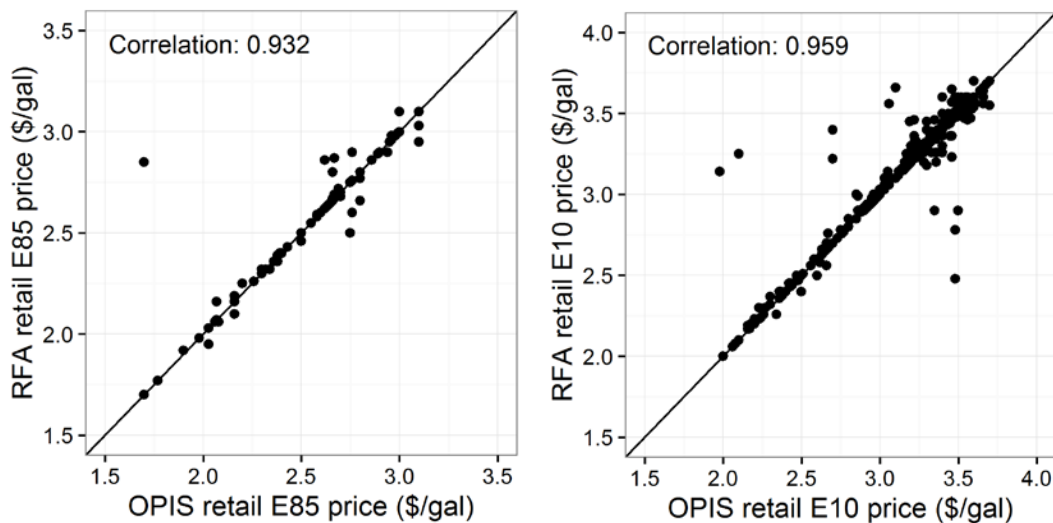 Correlation: 0.932
RFA retail E85 price ($/gal)
3.5
3.0
2.5
2.0
1.5
1.5 2.0 2.5 3.0 3.5
OPIS retail E85 price ($/gal)
Correlation: 0.959
RFA retail E10 price ($/gal)
4.0
3.5
3.0
2.5
2.0
1.5
1.5 2.0 2.5 3.0 3.5 4.0
OPIS retail E10 price ($/gal)